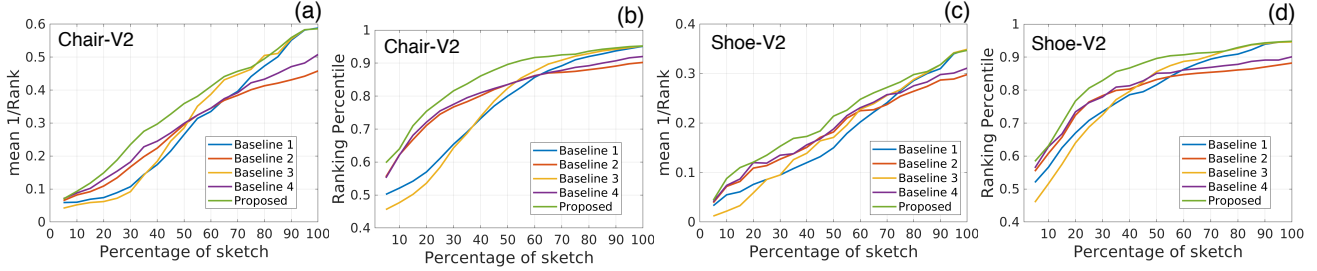 (a)
Chair-V2
mean 1/Rank
0.6
0.5
0.4
0.3
0.2
0.1
0
Baseline 1
Baseline 2
Baseline 3
Baseline 4
Proposed
0 10 20 30 40 50 60 70 80 90 100
Percentage of sketch
(b)
Chair-V2
Ranking Percentile
1
0.9
0.8
0.7
0.6
0.5
0.4
Baseline 1
Baseline 2
Baseline 3
Baseline 4
Proposed
10 20 30 40 50 60 70 80 90 100
Percentage of sketch
(c)
Shoe-V2
mean 1/Rank
0.4
0.3
0.2
0.1
0
Baseline 1
Baseline 2
Baseline 3
Baseline 4
Proposed
0 10 20 30 40 50 60 70 80 90 100
Percentage of sketch
(d)
Shoe-V2
Ranking Percentile
1
0.9
0.8
0.7
0.6
0.5
0.4
Baseline 1
Baseline 2
Baseline 3
Baseline 4
Proposed
0 10 20 30 40 50 60 70 80 90 100
Percentage of sketch